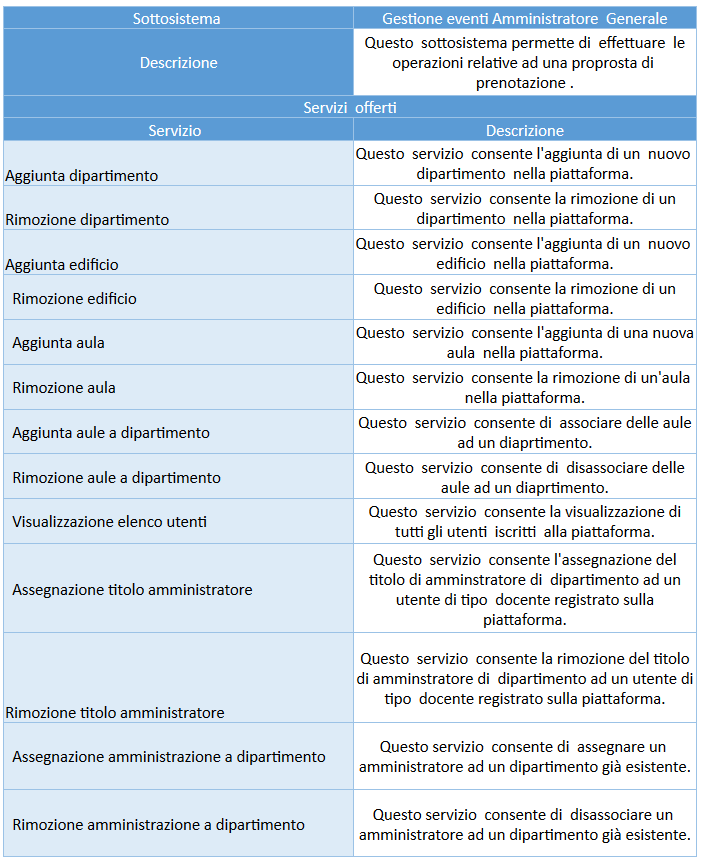 Sottosistema
Gestione eventi Amministratore Generale
Descrizione
Questo sottosistema permette di effettuare le
operazioni relative ad una proprosta di
prenotazione .
Servizi offerti
Servizio
Descrizione
Aggiunta dipartimento
Questo servizio consente l'aggiunta di un nuovo
dipartimento nella piattaforma.
Rimozione dipartimento
Questo servizio consente la rimozione di un
dipartimento nella piattaforma.
Aggiunta edificio
Questo servizio consente l'aggiunta di un nuovo
edificio nella piattaforma.
Rimozione edificio
Questo servizio consente la rimozione di un
edificio nella piattaforma.
Aggiunta aula
Questo servizio consente l'aggiunta di una nuova
aula nella piattaforma.
Rimozione aula
Questo servizio consente la rimozione di un'aula
nella piattaforma.
Aggiunta aule a dipartimento
Questo servizio consente di associare delle aule
ad un diaprtimento.
Rimozione aule a dipartimento
Questo servizio consente di disassociare delle
aule ad un diaprtimento.
Visualizzazione elenco utenti
Questo servizio consente la visualizzazione di
tutti gli utenti iscritti alla piattaforma.
Assegnazione titolo amministratore
Questo servizio consente l'assegnazione del
titolo di amminstratore di dipartimento ad un
utente di tipo docente registrato sulla
piattaforma.
Rimozione titolo amministratore
Questo servizio consente la rimozione del titolo
di amminstratore di dipartimento ad un utente di
tipo docente registrato sulla piattaforma.
Assegnazione amministrazione a dipartimento
Questo servizio consente di assegnare un
amministratore ad un dipartimento già esistente.
Rimozione amministrazione a dipartimento
Questo servizio consente di disassociare un
amministratore ad un dipartimento già esistente.